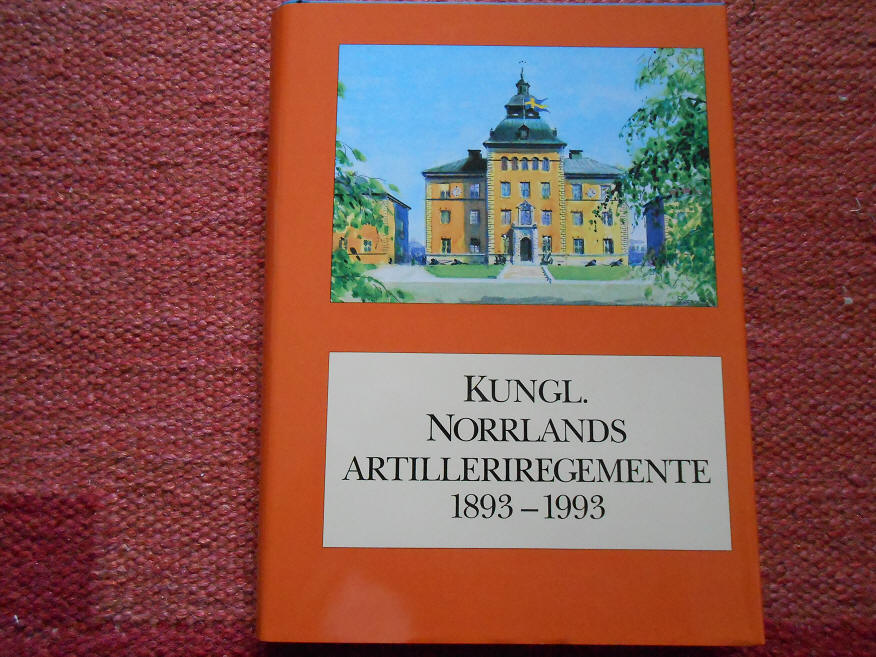 KUNGL.
NORRLANDS
ARTILLERIREGEMENTE
1893–1993